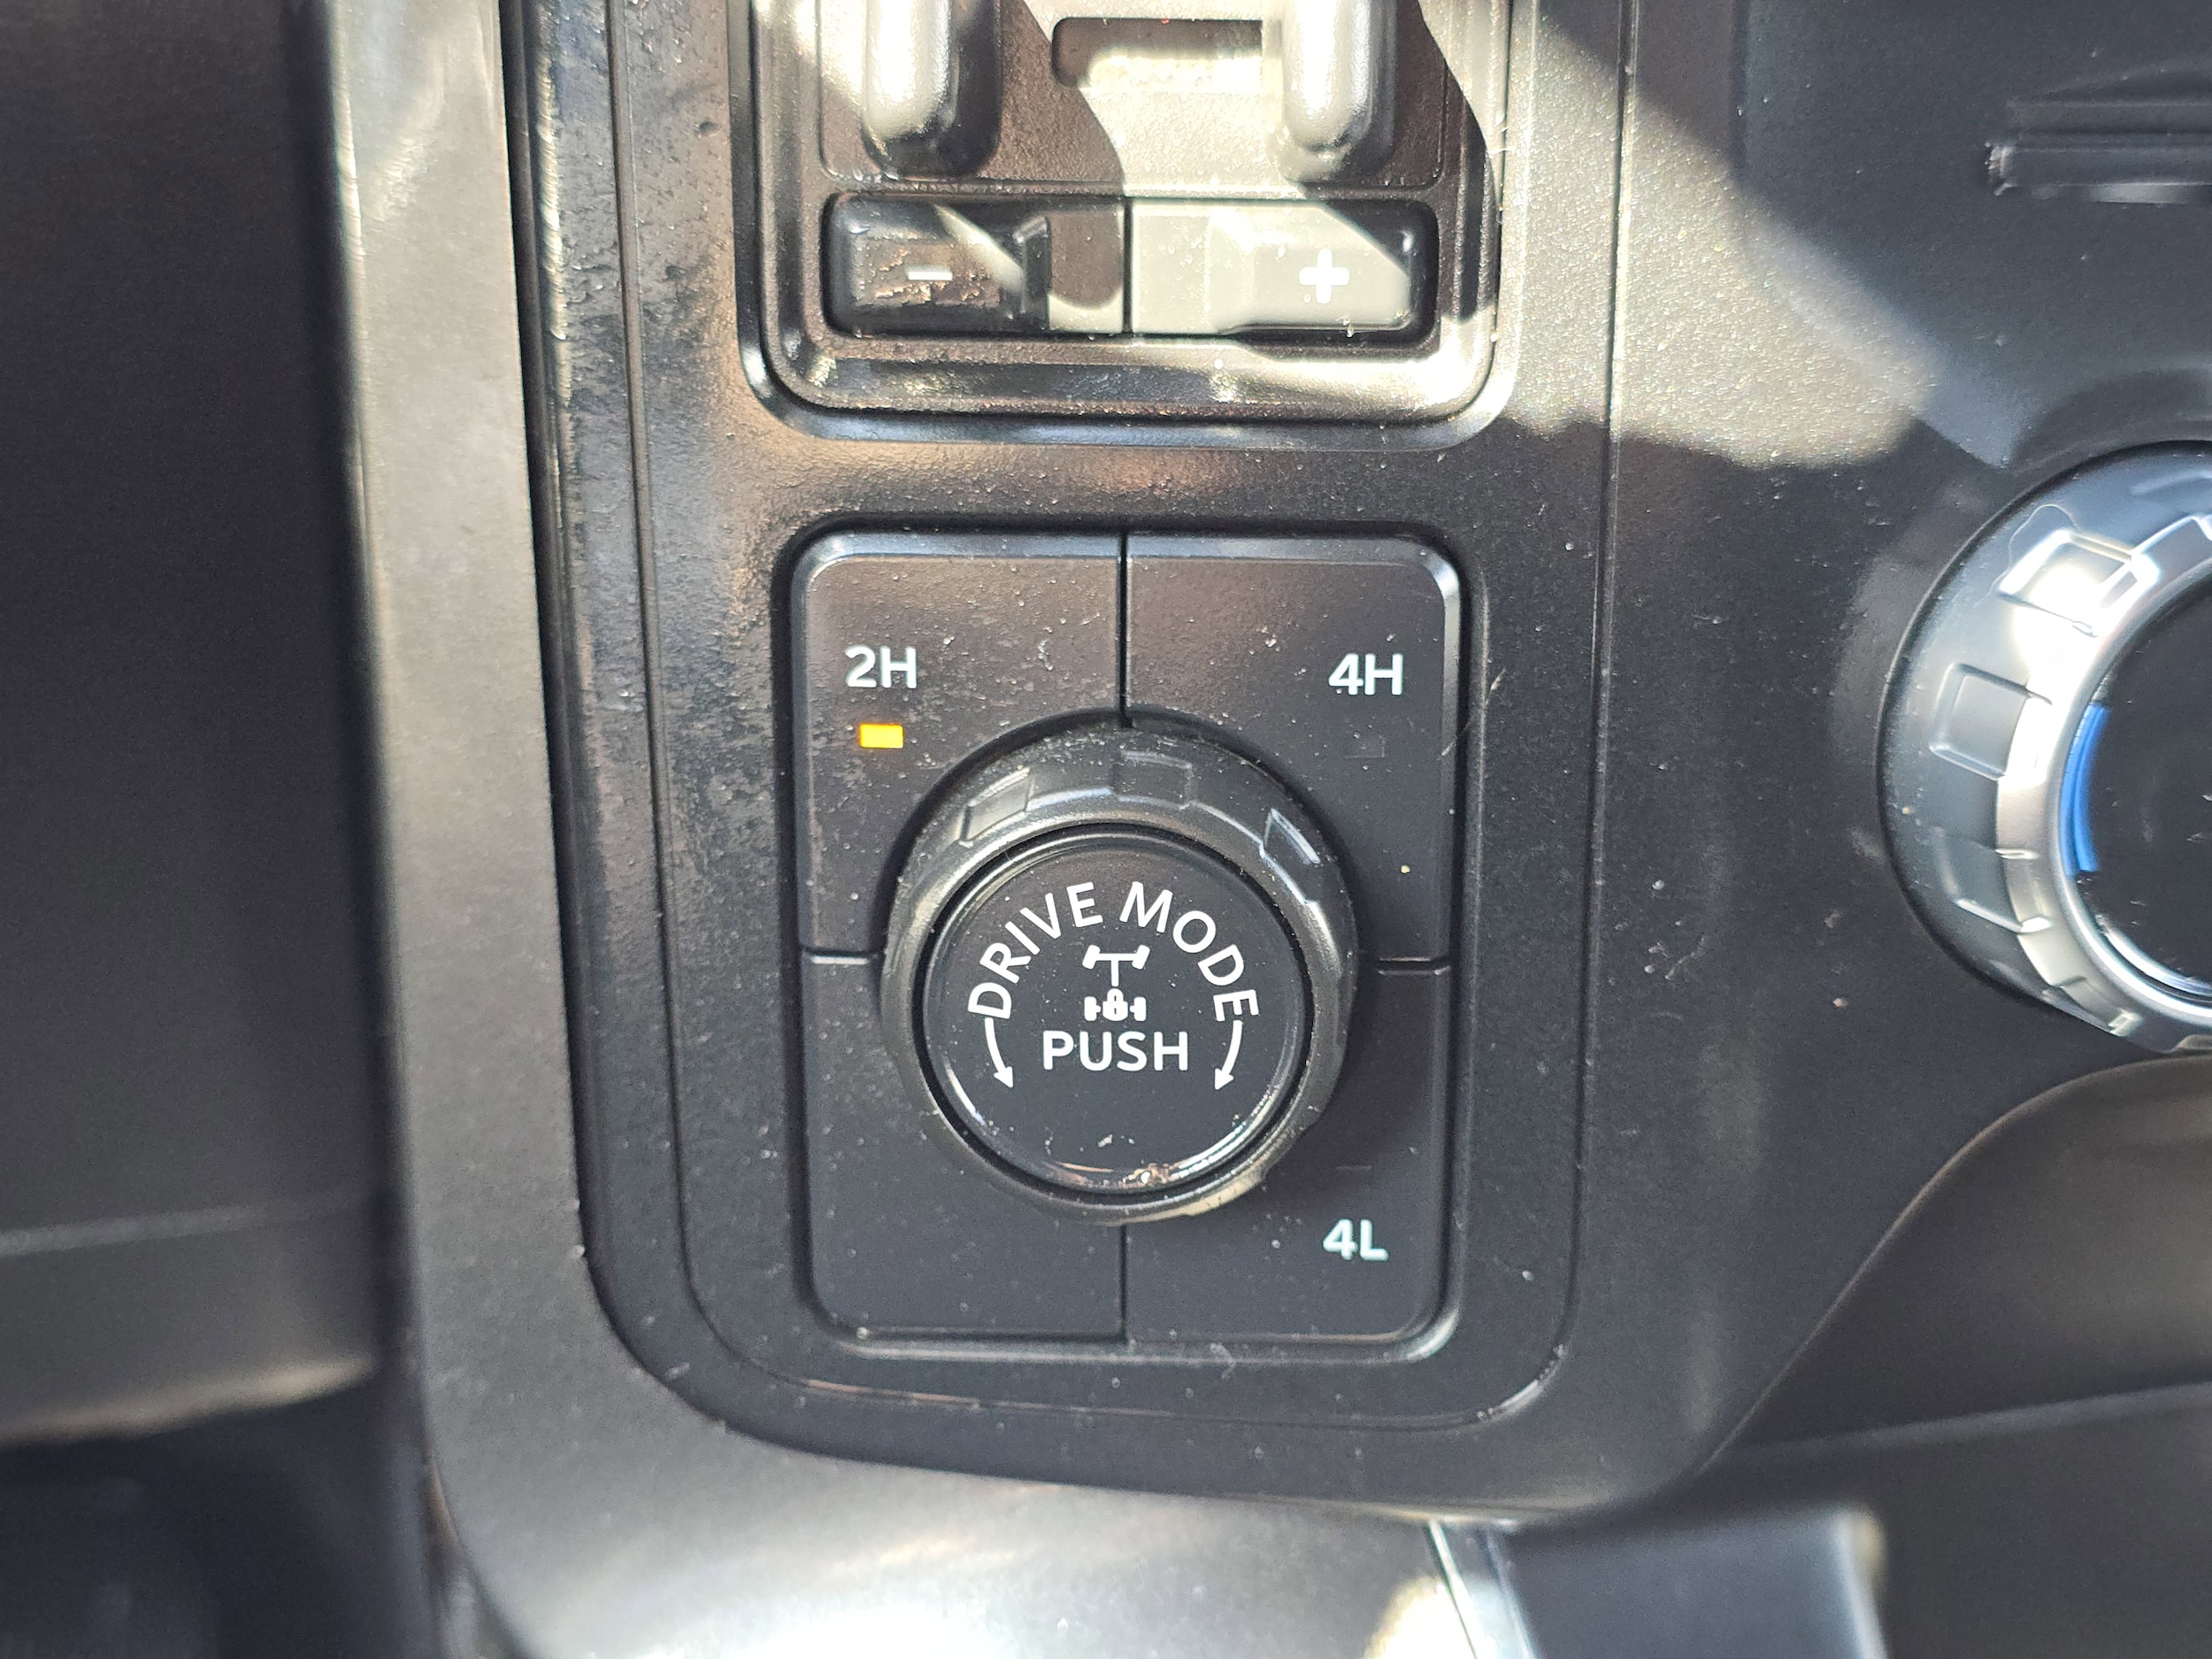 - +
2H 4H
DRIVE MODE
PUSH
4L